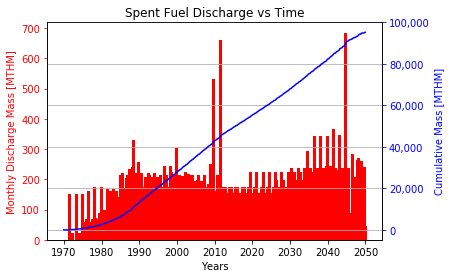 Spent Fuel Discharge vs Time
Monthly Discharge Mass [MTHM]
700
600
500
400
300
200
100
0
100,000
80,000
60,000
40,000
20,000
0
Cumulative Mass [MTHM]
1970 1980 1990 2000 2010 2020 2030 2040 2050
Years